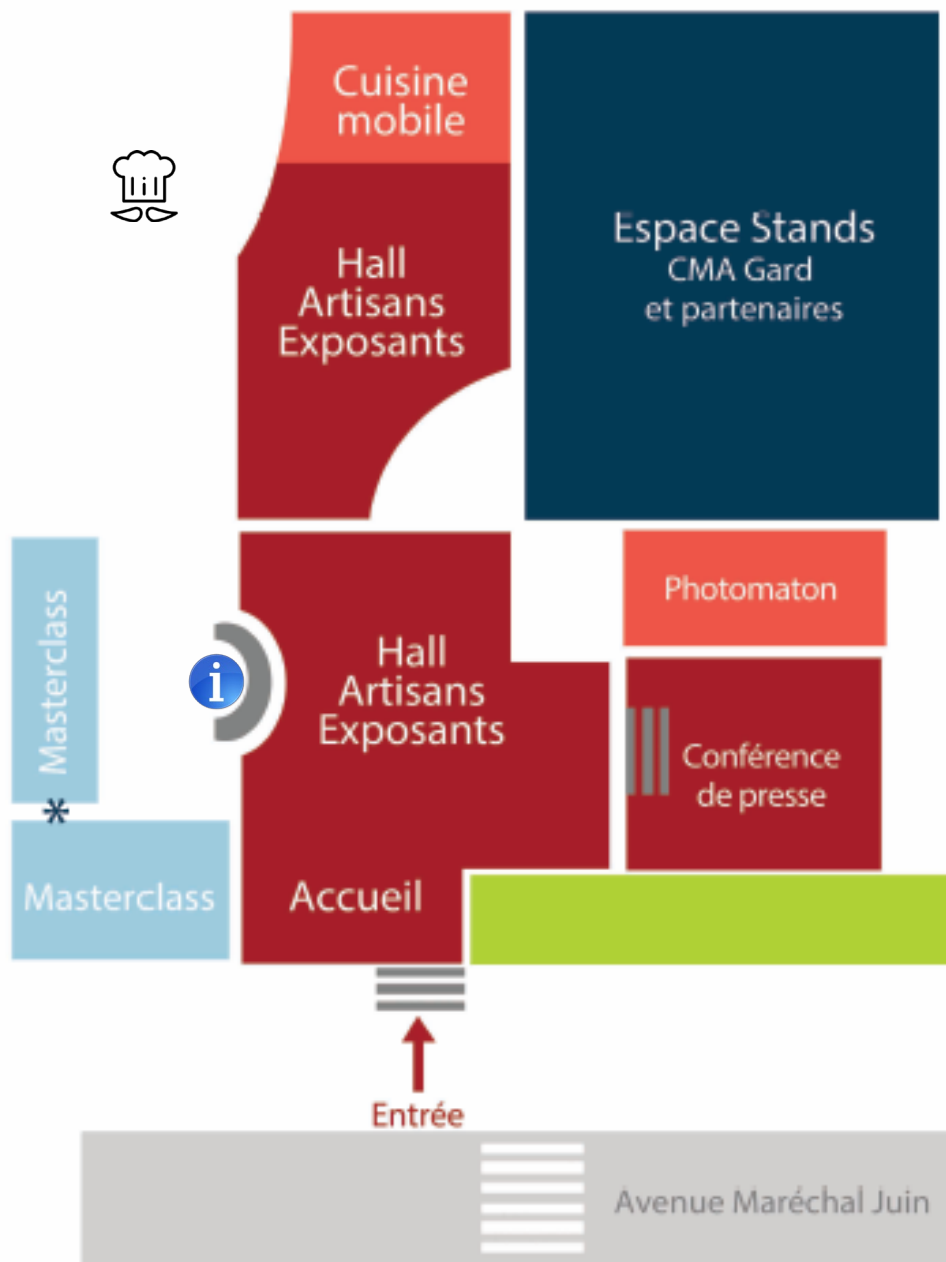 Cuisine
mobile
Hall
Artisans
Exposants
Espace Stands
CMA Gard
et partenaires
Photomaton
Masterclass
i
Hall
Artisans
Exposants
Conférence
de presse
*
Masterclass
Accueil
Entrée
Avenue Maréchal Juin